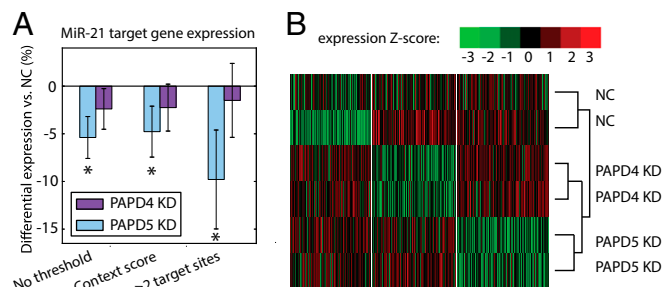 A
MiR-21 target gene expression
Differential expression vs. NC (%)
0
-5
-10
-15
*
*
*
PAPD4 KD
PAPD5 KD
No threshold
Context score
2 target sites
B
expression Z-score:
-3 -2 -1 0 1 2 3
NC
NC
PAPD4 KD
PAPD4 KD
PAPD5 KD
PAPD5 KD